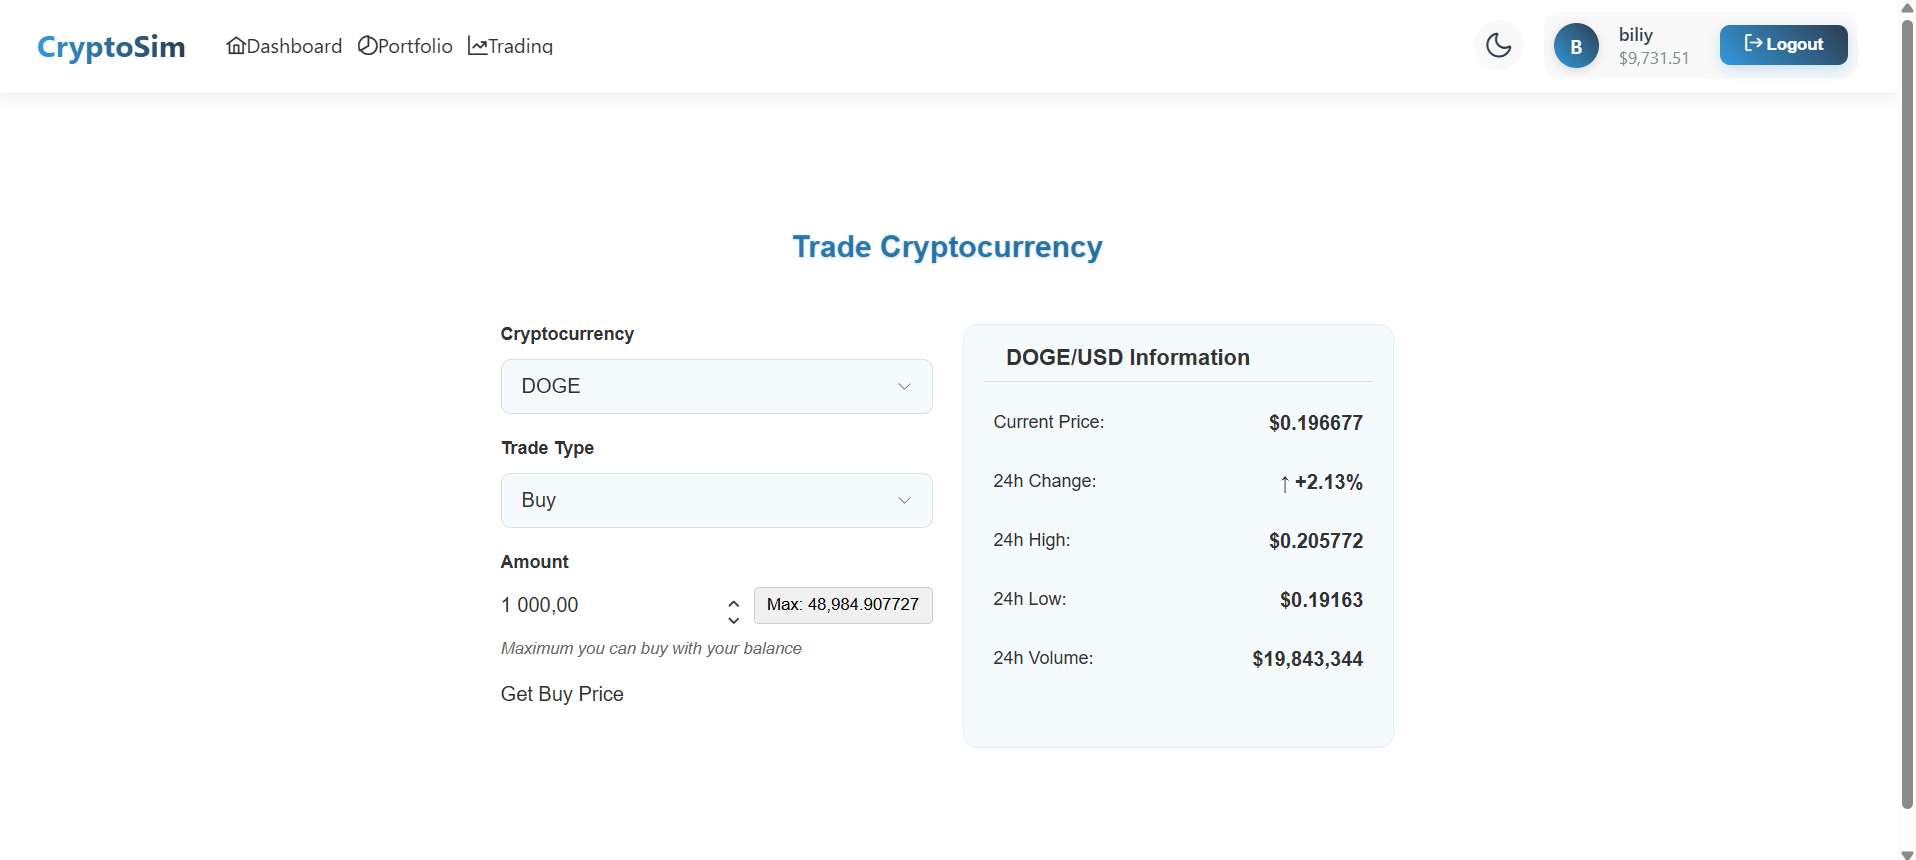 CryptoSim
Dashboard Portfolio Trading
B
biliy
$9,731.51
Logout
Trade Cryptocurrency
Cryptocurrency
DOGE
Trade Type
Buy
Amount
1 000,00
Max: 48,984.907727
Maximum you can buy with your balance
Get Buy Price
DOGE/USD Information
Current Price: $0.196677
24h Change: ↑ +2.13%
24h High: $0.205772
24h Low: $0.19163
24h Volume: $19,843,344